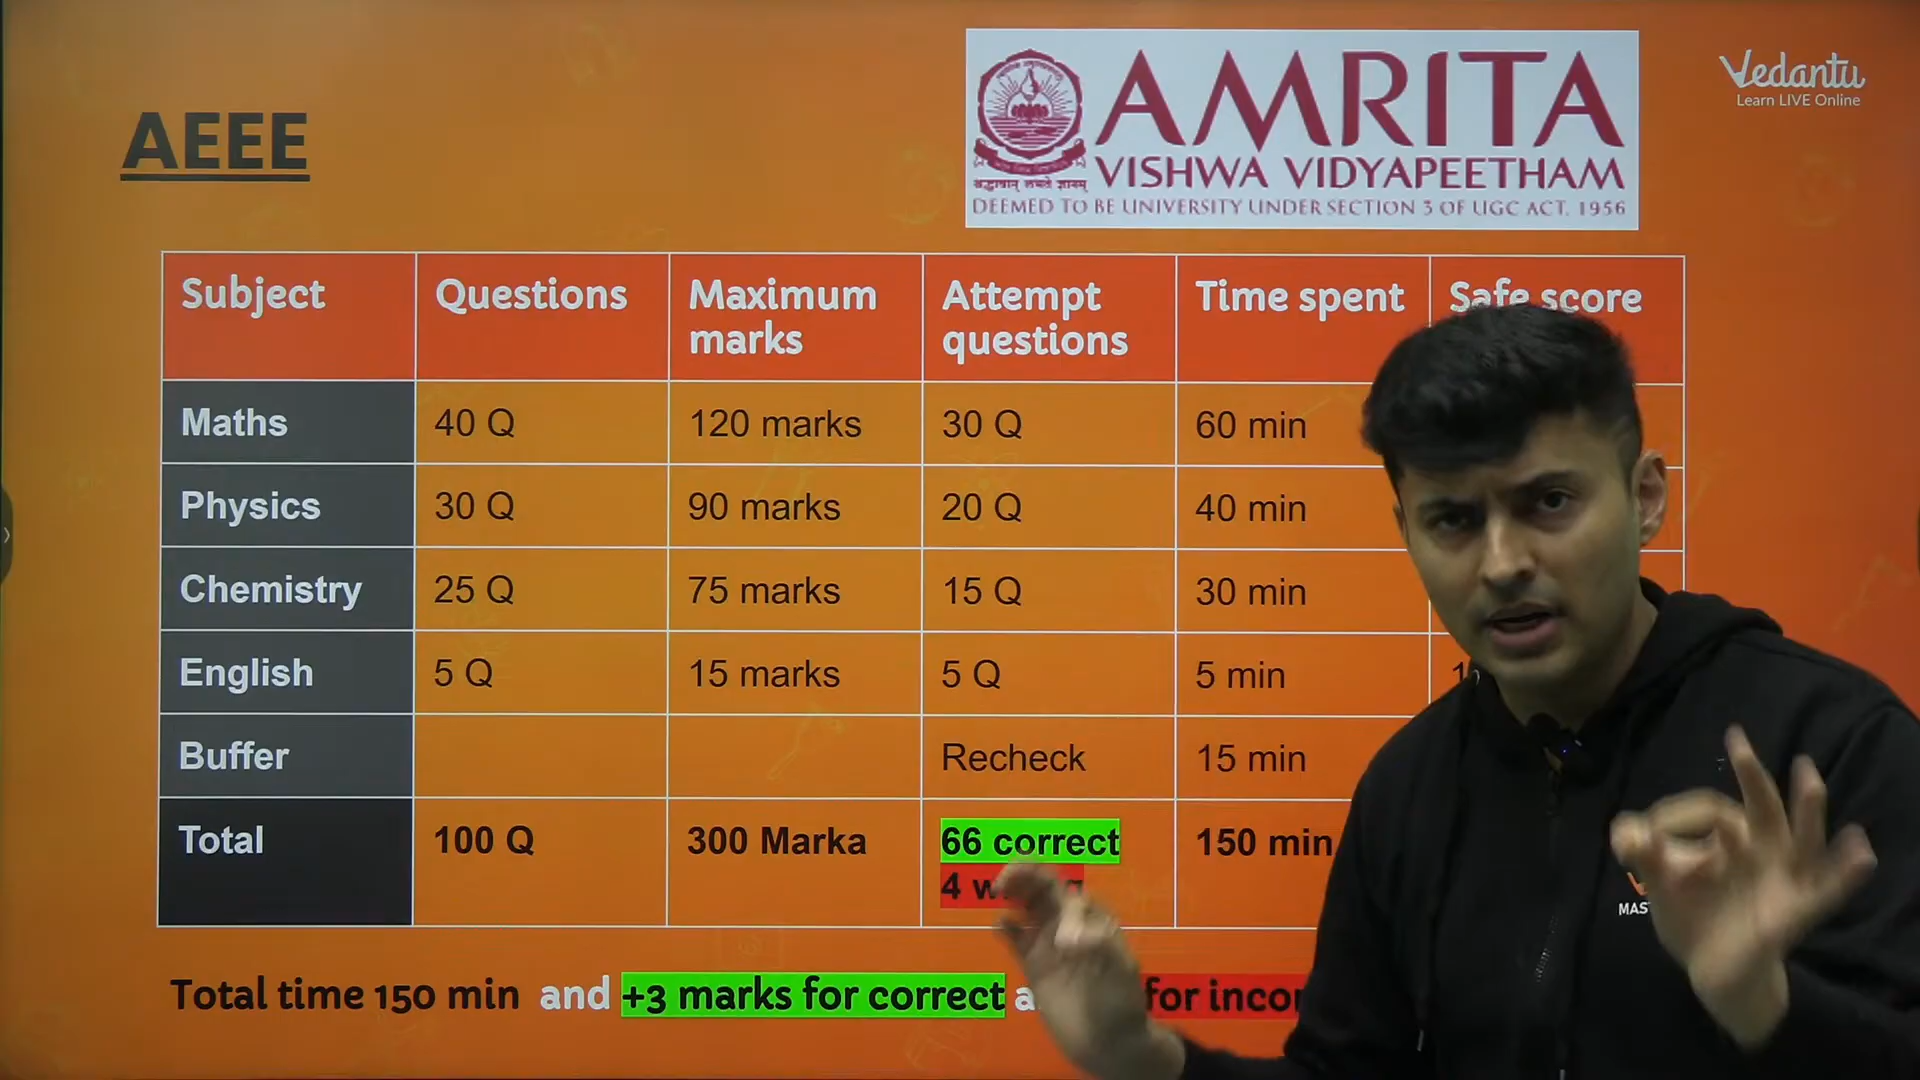 AEEE
AMRITA
VISHWA VIDYAPEETHAM
DEEMED TO BE UNIVERSITY UNDER SECTION 3 OF UGC ACT. 1956
Vedantu
Learn LIVE Online
Subject Questions Maximum marks Attempt questions Time spent Safe score
Maths 40 Q 120 marks 30 Q 60 min
Physics 30 Q 90 marks 20 Q 40 min
Chemistry 25 Q 75 marks 15 Q 30 min
English 5 Q 15 marks 5 Q 5 min
Buffer Recheck 15 min
Total 100 Q 300 Marka 66 correct 150 min
4
Total time 150 min and +3 marks for correct for
MAS